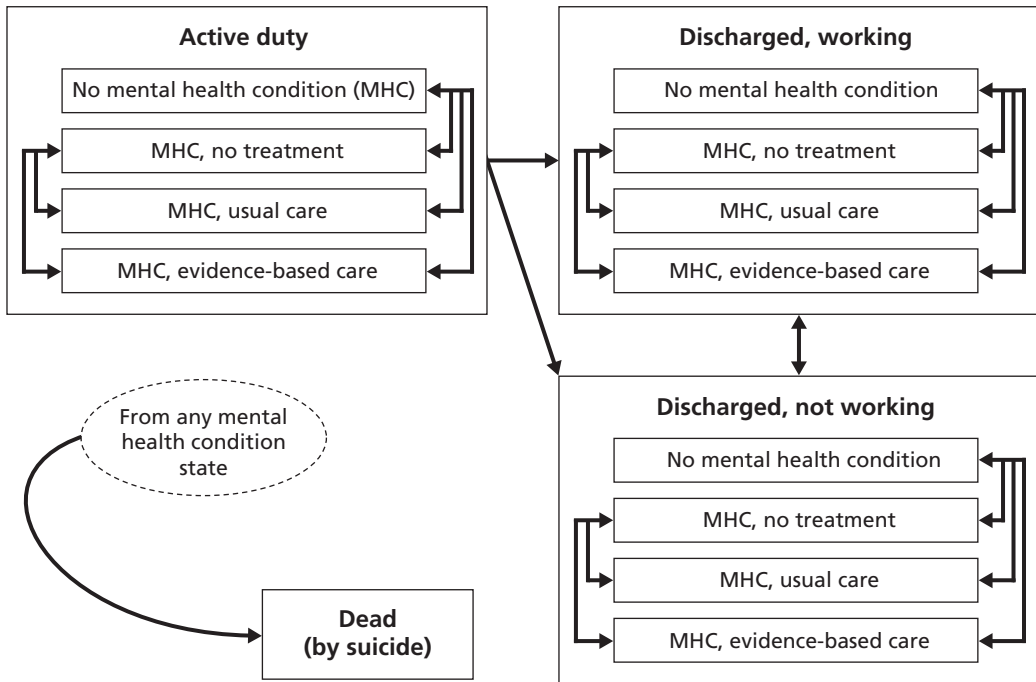 Active duty
No mental health condition (MHC)
MHC, no treatment
MHC, usual care
MHC, evidence-based care
Discharged, working
No mental health condition
MHC, no treatment
MHC, usual care
MHC, evidence-based care
From any mental
health condition
state
Dead
(by suicide)
Discharged, not working
No mental health condition
MHC, no treatment
MHC, usual care
MHC, evidence-based care